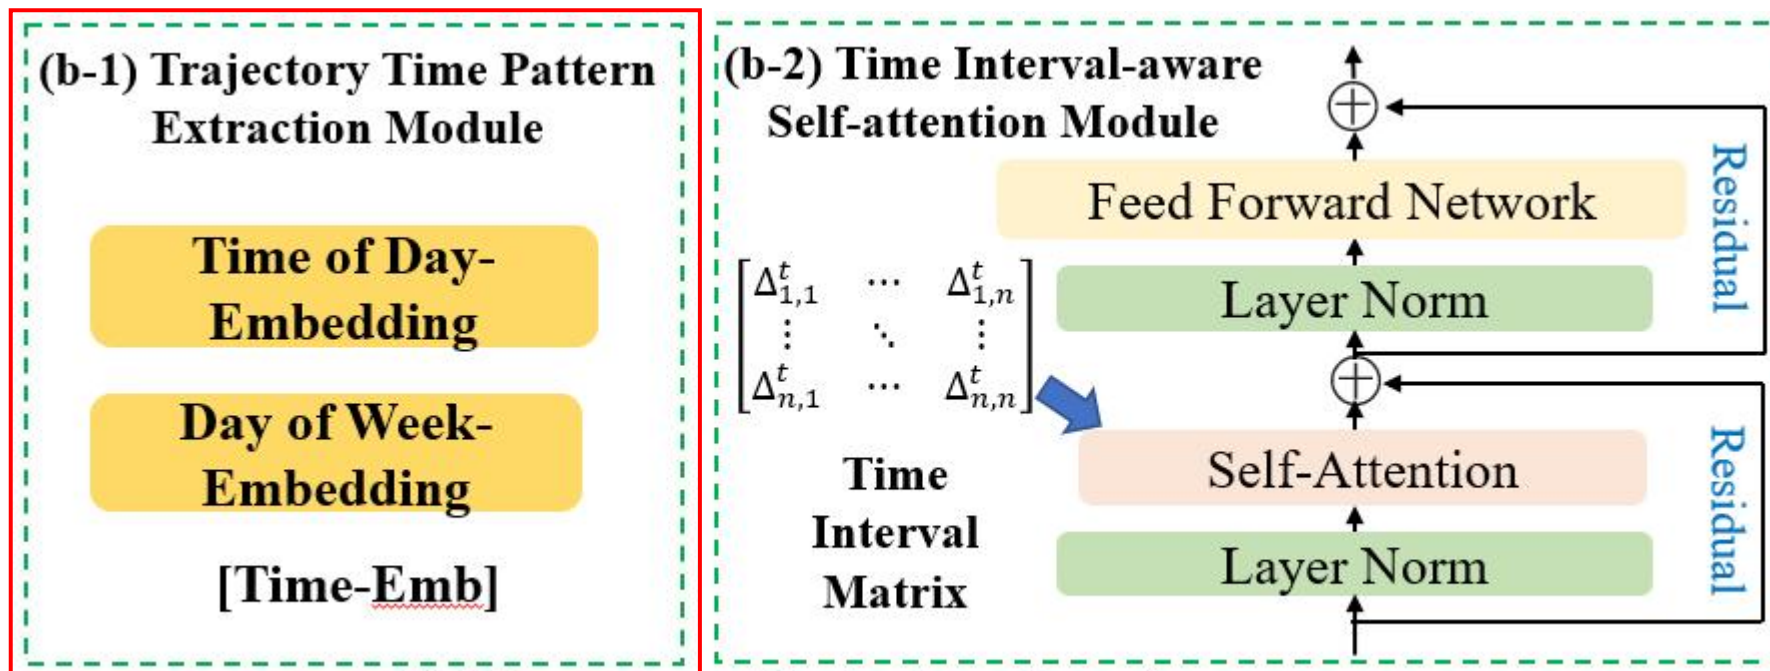 (b-1) Trajectory Time Pattern
Extraction Module
Time of Day-
Embedding
Day of Week-
Embedding
[Time-Emb]
(b-2) Time Interval-aware
Self-attention Module
Feed Forward Network
Layer Norm
Self-Attention
Layer Norm
Residual
Residual
Δ^t_{1,1} ⋯ Δ^t_{1,n}
⋮ ⋱ ⋮
Δ^t_{n,1} ⋯ Δ^t_{n,n}
Time
Interval
Matrix